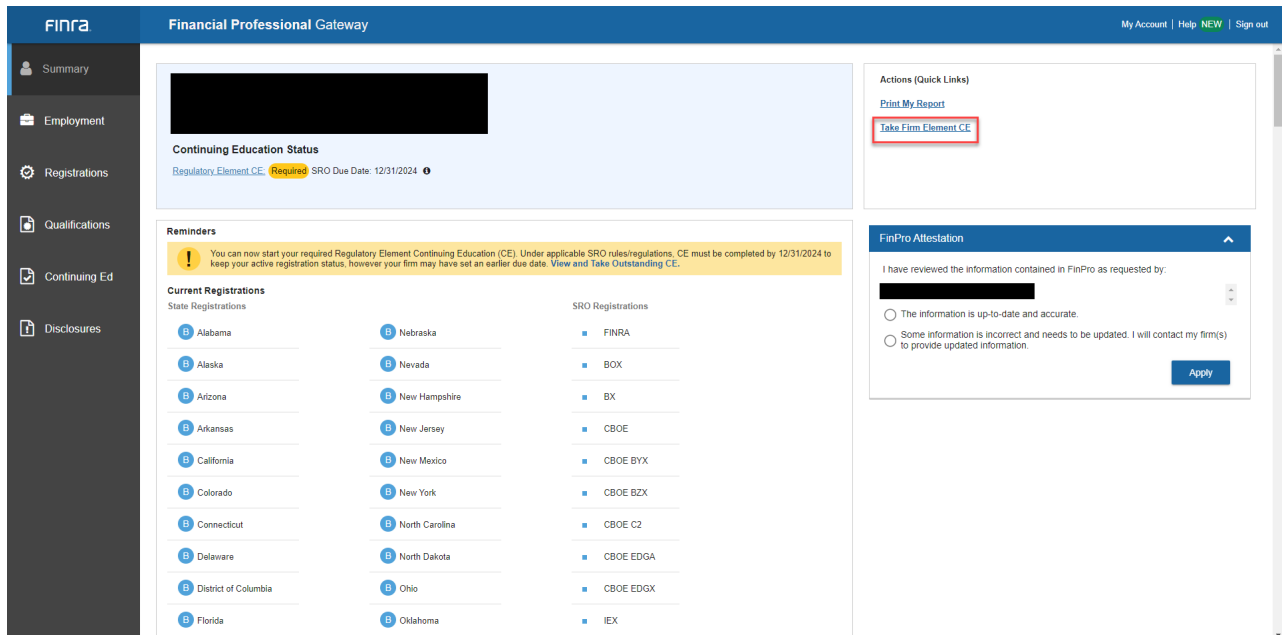 FINRA
Financial Professional Gateway
My Account | Help NEW | Sign out
Summary
Employment
Registrations
Qualifications
Continuing Ed
Disclosures
Continuing Education Status
Regulatory Element CE: Required SRO Due Date: 12/31/2024
Actions (Quick Links)
Print My Report
Take Firm Element CE
Reminders
You can now start your required Regulatory Element Continuing Education (CE). Under applicable SRO rules/regulations, CE must be completed by 12/31/2024 to
keep your active registration status, however your firm may have set an earlier due date. View and Take Outstanding CE.
Current Registrations
State Registrations
SRO Registrations
B Alabama
B Nebraska
FINRA
B Alaska
B Nevada
BOX
B Arizona
B New Hampshire
BX
B Arkansas
B New Jersey
CBOE
B California
B New Mexico
CBOE BYX
B Colorado
B New York
CBOE BZX
B Connecticut
B North Carolina
CBOE C2
B Delaware
B North Dakota
CBOE EDGA
B District of Columbia
B Ohio
CBOE EDGX
B Florida
B Oklahoma
IEX
FinPro Attestation
I have reviewed the information contained in FinPro as requested by:
The information is up-to-date and accurate.
Some information is incorrect and needs to be updated. I will contact my firm(s)
to provide updated information.
Apply